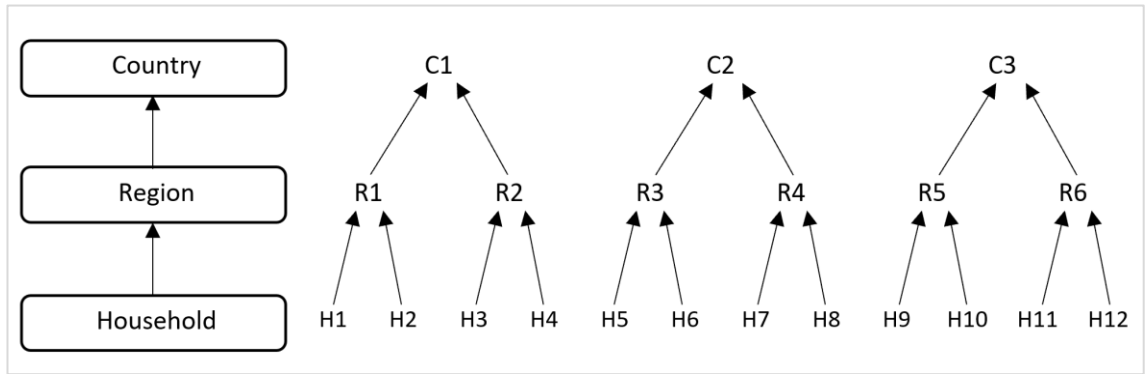 Country
C1 C2 C3
Region
R1 R2 R3 R4 R5 R6
Household
H1 H2 H3 H4 H5 H6 H7 H8 H9 H10 H11 H12